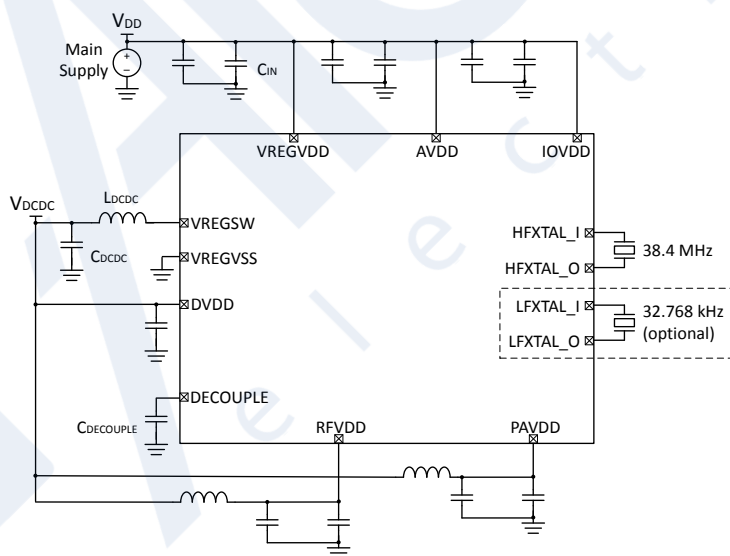 VDD
Main
Supply
+
−
CIN
VREGVDD
AVDD
IOVDD
VDCDC
LDCDC
VREGSW
HFXTAL_I
CDCDC
VREGVSS
38.4 MHz
HFXTAL_O
DVDD
LFXTAL_I
32.768 kHz
(optional)
LFXTAL_O
DECOUPLE
CDECOUPLE
RFVDD
PAVDD
e l e c t